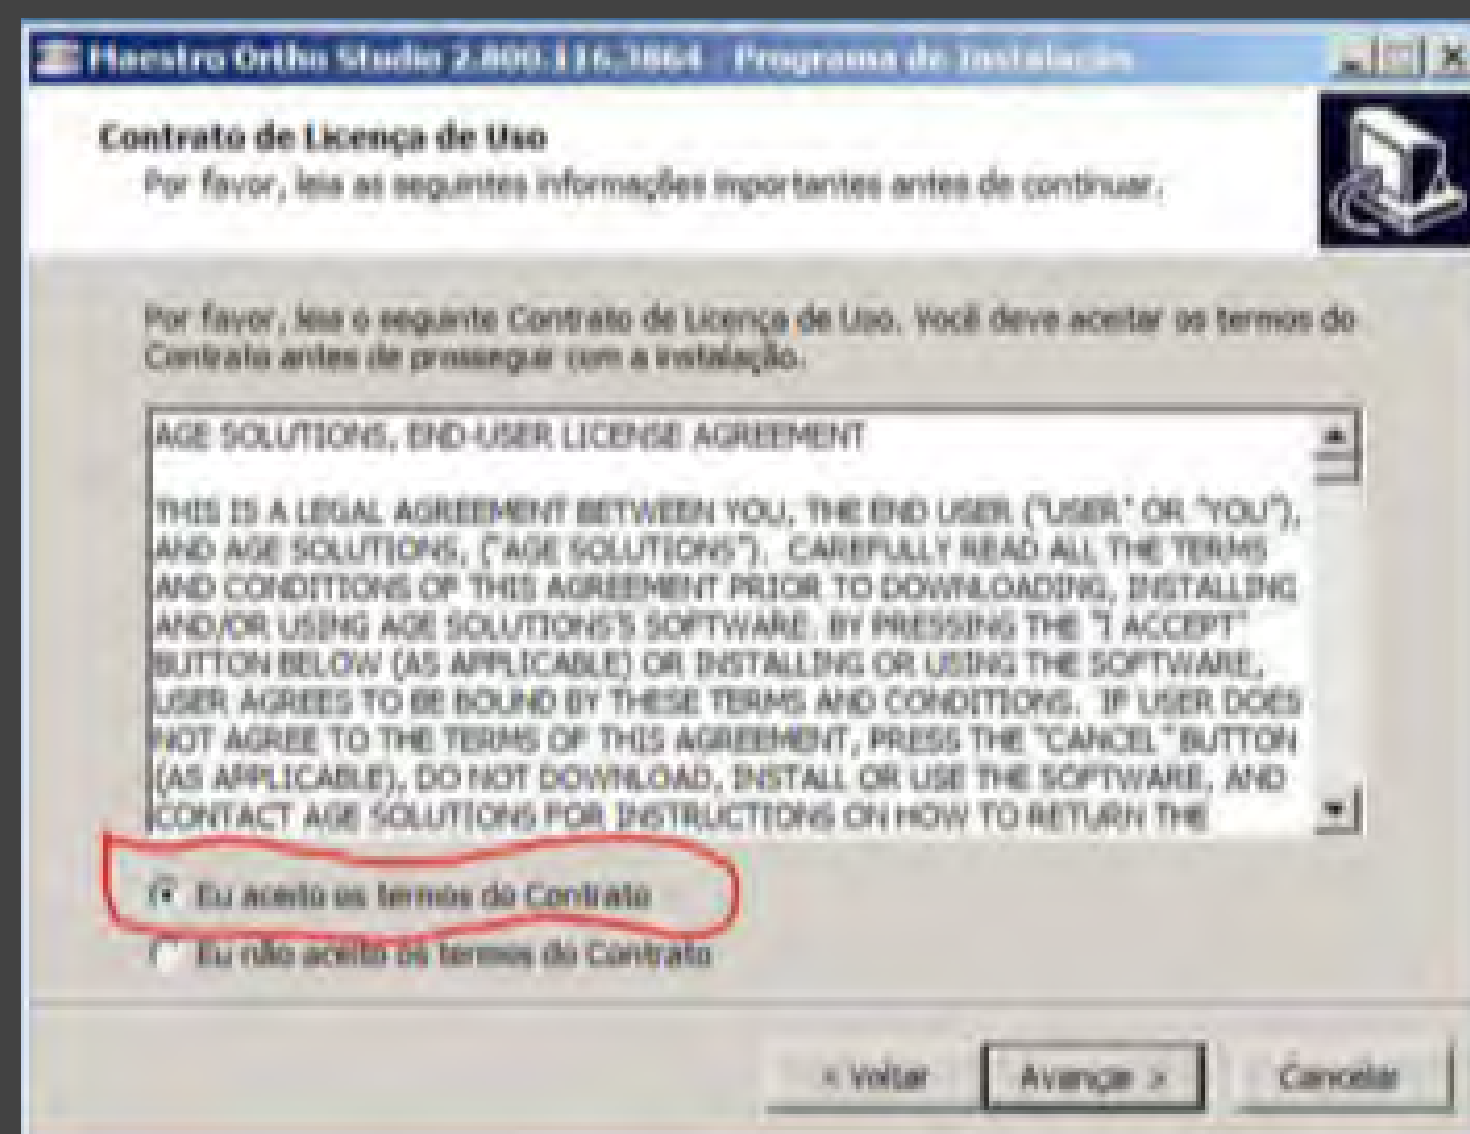 Maestro Ortho Studio 2.800.116.3864 - Programa de Instalação
Contrato de Licença de Uso
Por favor, leia as seguintes informações importantes antes de continuar.
Por favor, leia o seguinte Contrato de Licença de Uso. Você deve aceitar os termos do
Contrato antes de prosseguir com a instalação.
AGE SOLUTIONS, END-USER LICENSE AGREEMENT
THIS IS A LEGAL AGREEMENT BETWEEN YOU, THE END USER ("USER" OR "YOU"),
AND AGE SOLUTIONS, ("AGE SOLUTIONS"). CAREFULLY READ ALL THE TERMS
AND CONDITIONS OF THIS AGREEMENT PRIOR TO DOWNLOADING, INSTALLING
AND/OR USING AGE SOLUTIONS'S SOFTWARE. BY PRESSING THE "I ACCEPT"
BUTTON BELOW (AS APPLICABLE) OR INSTALLING OR USING THE SOFTWARE,
USER AGREES TO BE BOUND BY THESE TERMS AND CONDITIONS. IF USER DOES
NOT AGREE TO THE TERMS OF THIS AGREEMENT, PRESS THE "CANCEL" BUTTON
(AS APPLICABLE), DO NOT DOWNLOAD, INSTALL OR USE THE SOFTWARE, AND
CONTACT AGE SOLUTIONS FOR INSTRUCTIONS ON HOW TO RETURN THE
Eu aceito os termos do Contrato
Eu não aceito os termos do Contrato
< Voltar Avançar > Cancelar